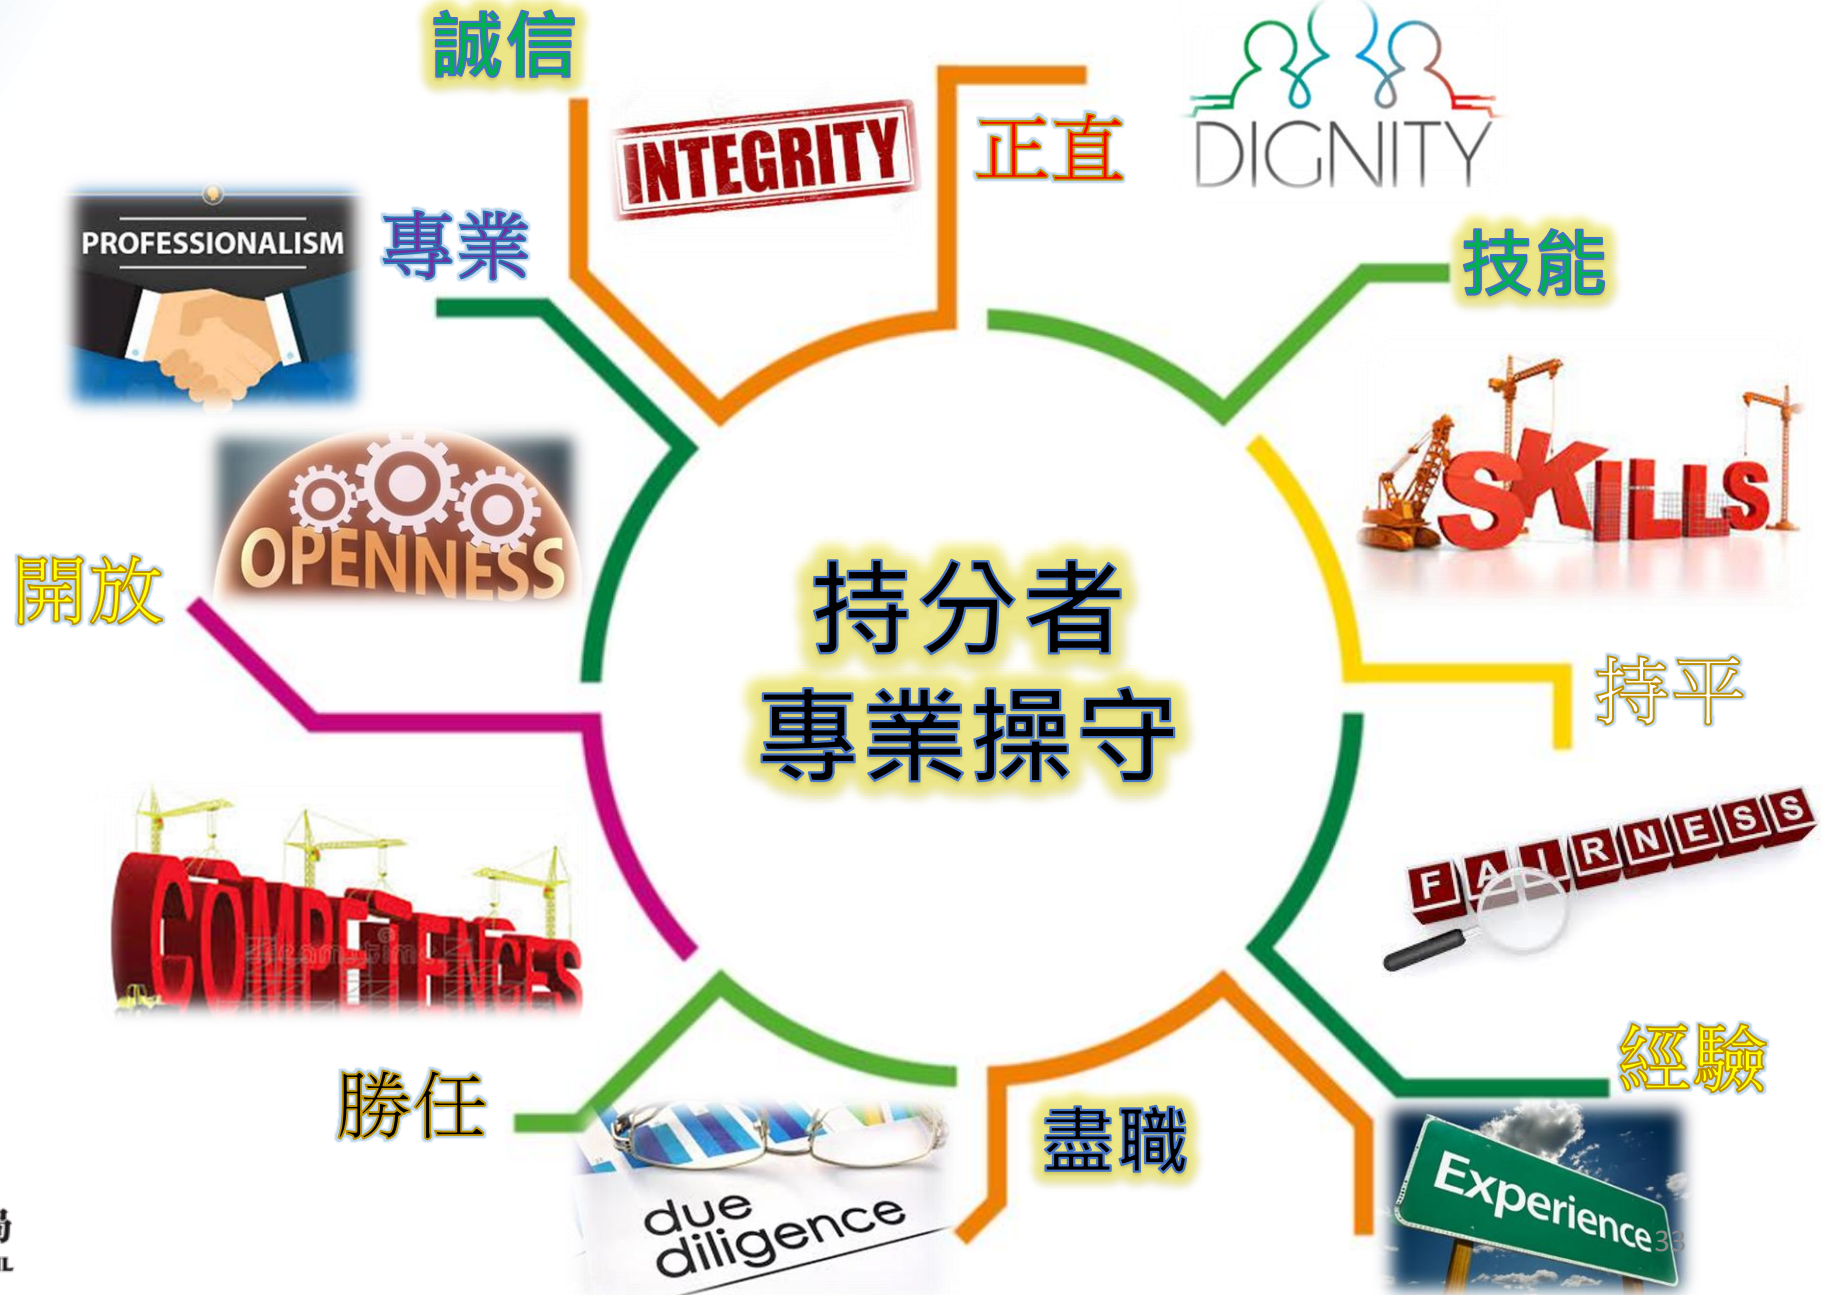 誠信
INTEGRITY
正直
DIGNITY
PROFESSIONALISM
專業
技能
OPENNESS
SKILLS
開放
持分者
專業操守
持平
COMPETENCES
FAIRNESS
經驗
勝任
盡職
due
diligence
Experience
33